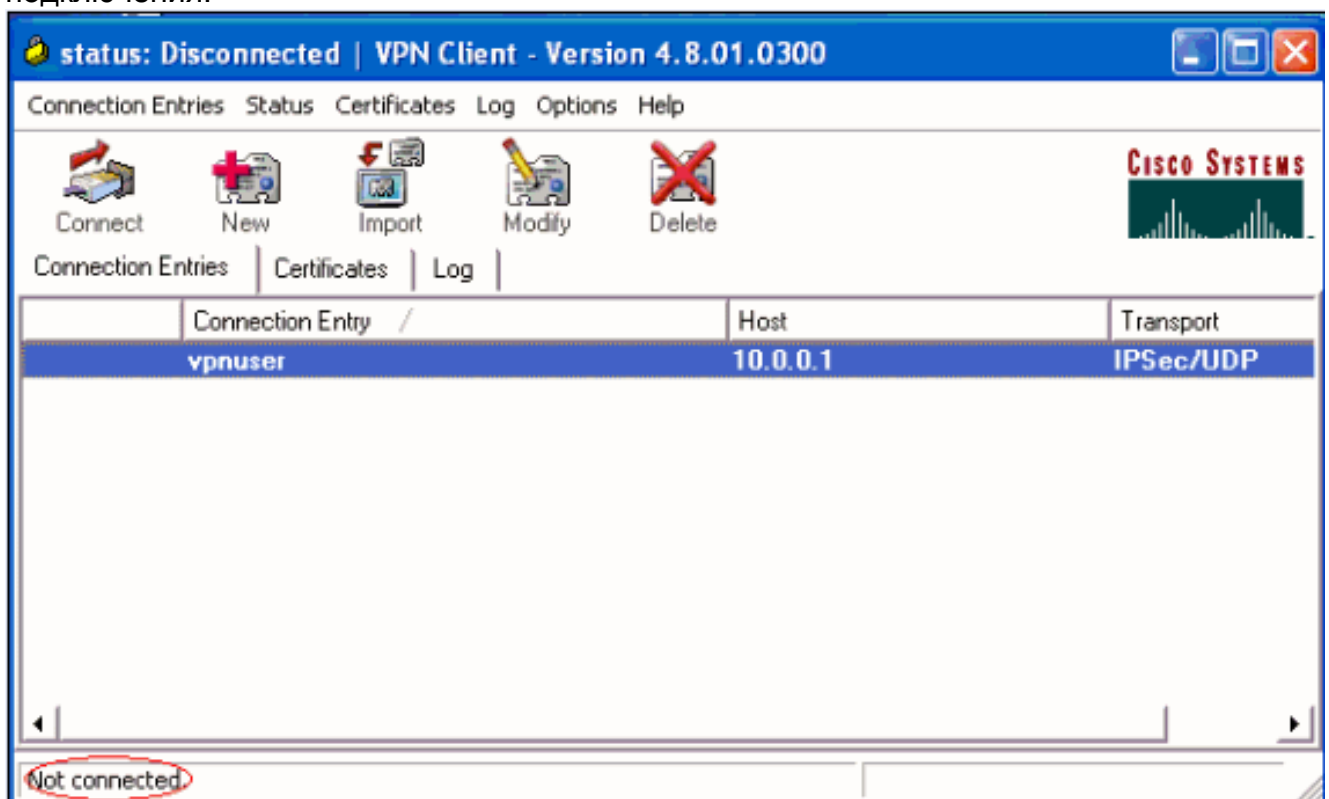 подключения.
status: Disconnected | VPN Client - Version 4.8.01.0300
Connection Entries Status Certificates Log Options Help
Connect New Import Modify Delete
CISCO SYSTEMS
Connection Entries Certificates Log
Connection Entry / Host Transport
vpnuser 10.0.0.1 IPSec/UDP
Not connected.